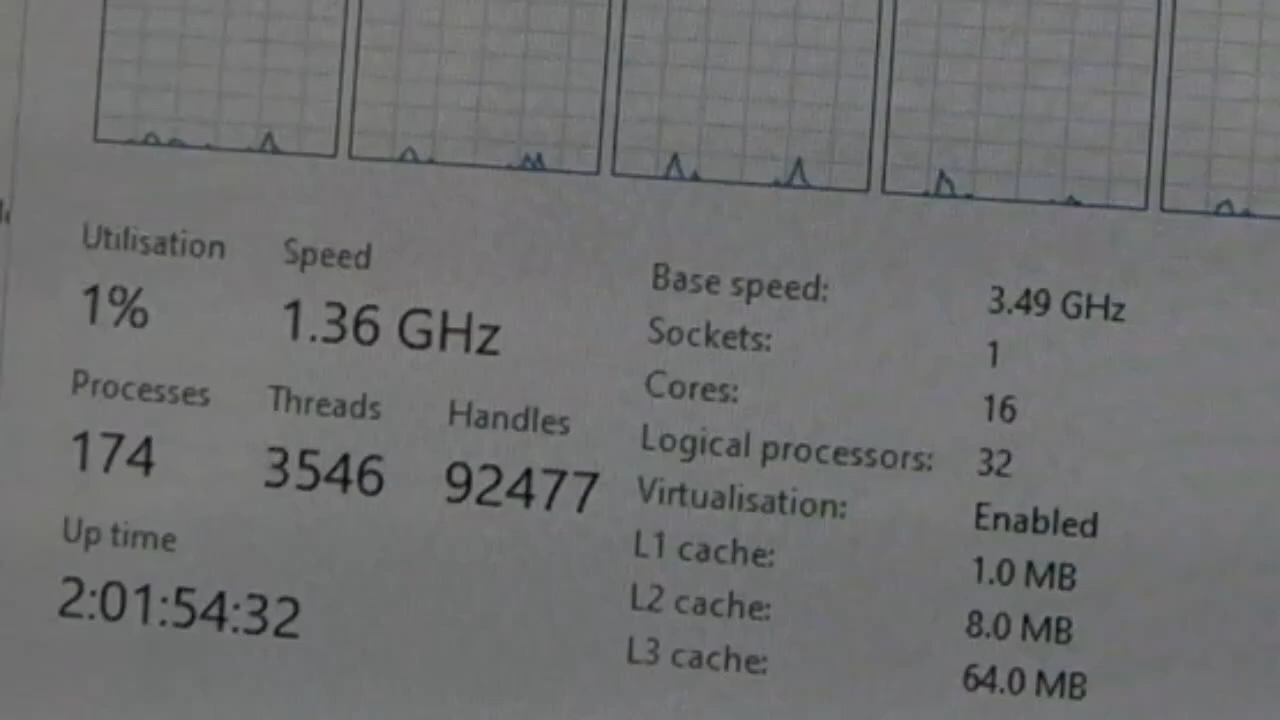 Utilisation Speed
1% 1.36 GHz
Processes Threads Handles
174 3546 92477
Up time
2:01:54:32
Base speed: 3.49 GHz
Sockets: 1
Cores: 16
Logical processors: 32
Virtualisation: Enabled
L1 cache: 1.0 MB
L2 cache: 8.0 MB
L3 cache: 64.0 MB